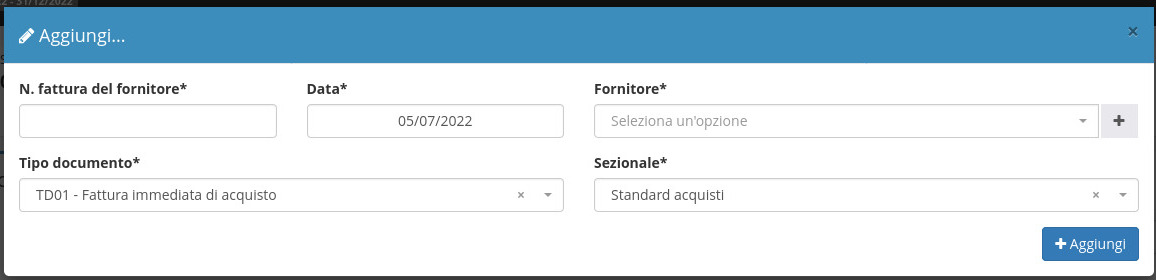 2 - 31/12/2022
Aggiungi...
×
N. fattura del fornitore*
Data*
Fornitore*
05/07/2022
Seleziona un'opzione
+
Tipo documento*
Sezionale*
TD01 - Fattura immediata di acquisto ×
Standard acquisti ×
+ Aggiungi